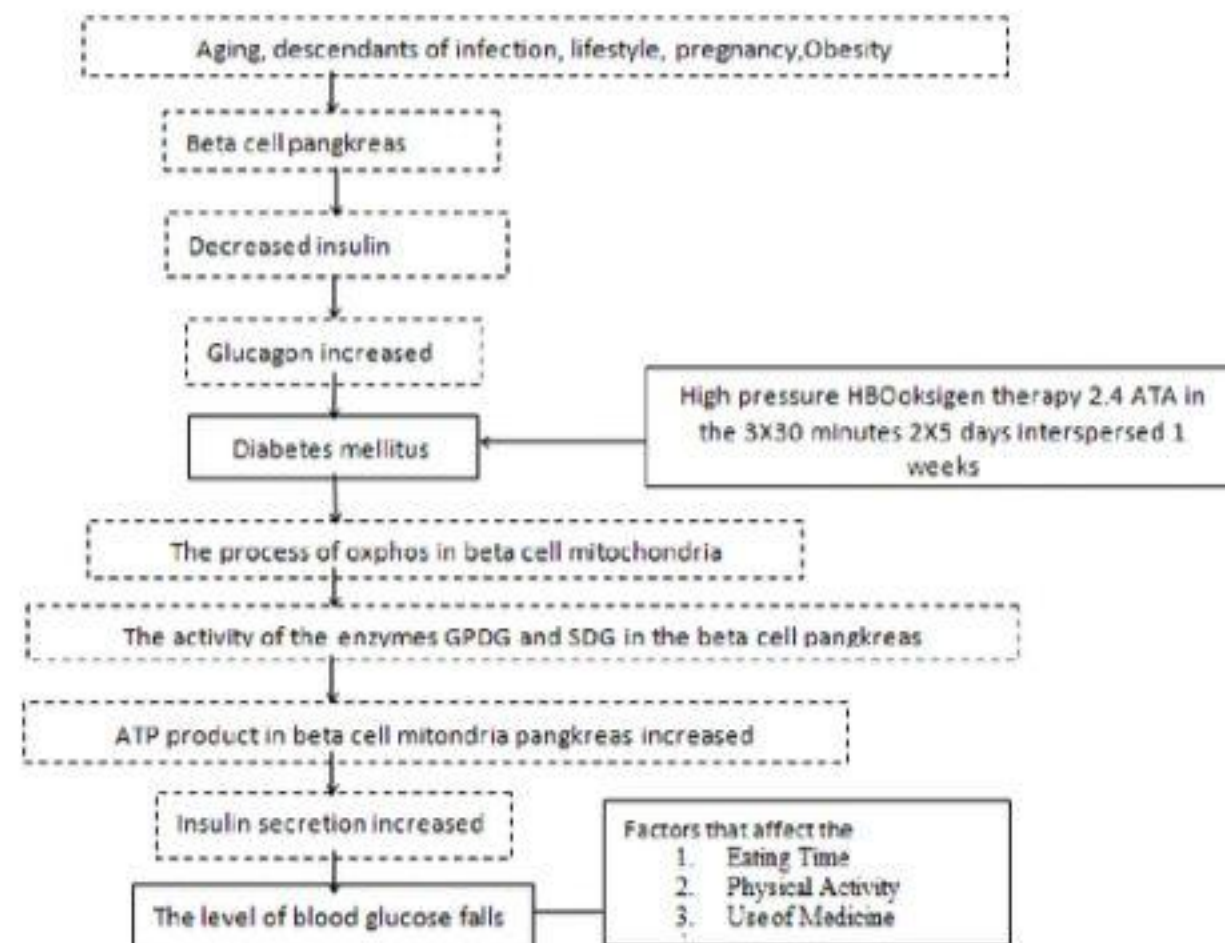 Aging, descendants of infection, lifestyle, pregnancy,Obesity
Beta cell pangkreas
Decreased insulin
Glucagon increased
High pressure HBOoksigen therapy 2.4 ATA in
the 3X30 minutes 2X5 days interspersed 1
weeks
Diabetes mellitus
The process of oxphos in beta cell mitochondria
The activity of the enzymes GPDG and SDG in the beta cell pangkreas
ATP product in beta cell mitondria pangkreas increased
Insulin secretion increased
Factors that affect the
1. Eating Time
2. Physical Activity
3. Use of Medicine
The level of blood glucose falls